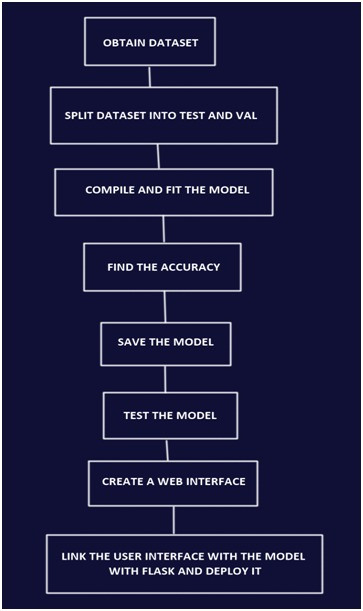 OBTAIN DATASET
SPLIT DATASET INTO TEST AND VAL
COMPILE AND FIT THE MODEL
FIND THE ACCURACY
SAVE THE MODEL
TEST THE MODEL
CREATE A WEB INTERFACE
LINK THE USER INTERFACE WITH THE MODEL
WITH FLASK AND DEPLOY IT